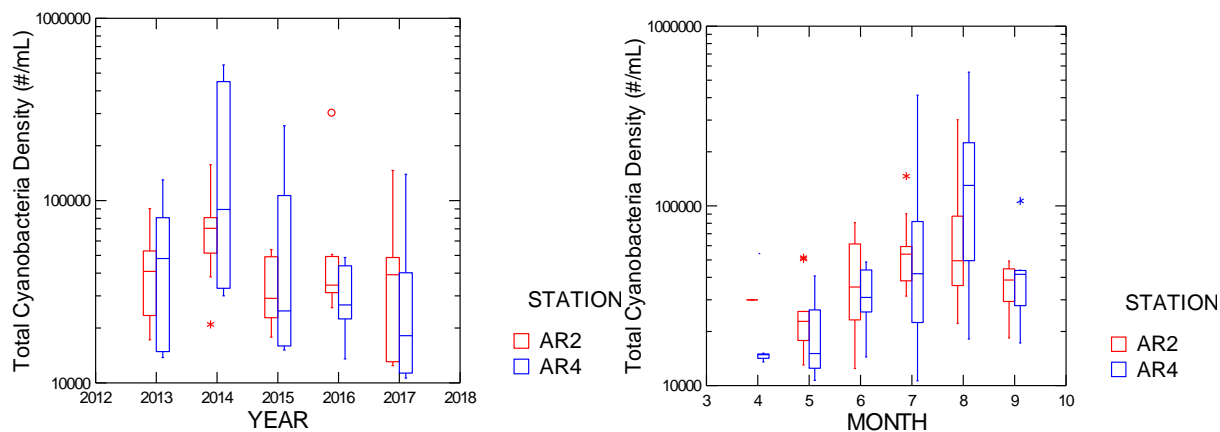 Total Cyanobacteria Density (#/mL)
1000000
100000
10000
2012 2013 2014 2015 2016 2017 2018
YEAR
STATION
AR2
AR4
Total Cyanobacteria Density (#/mL)
1000000
100000
10000
3 4 5 6 7 8 9 10
MONTH
STATION
AR2
AR4